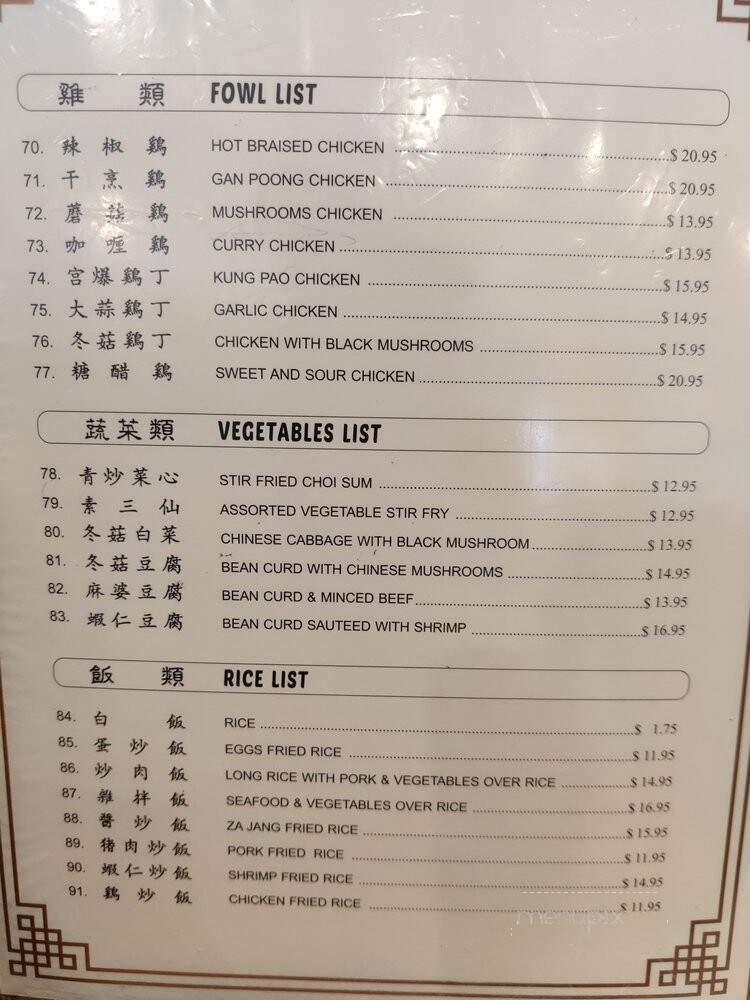 雞 類 FOWL LIST
70. 辣 椒 鷄 HOT BRAISED CHICKEN ........ $ 20.95
71. 干 烹 鷄 GAN POONG CHICKEN ........ $ 20.95
72. 蘑 菇 鷄 MUSHROOMS CHICKEN ........ $ 13.95
73. 咖 喱 鷄 CURRY CHICKEN ........ $ 13.95
74. 宮 爆 鷄 丁 KUNG PAO CHICKEN ........ $ 15.95
75. 大 蒜 鷄 丁 GARLIC CHICKEN ........ $ 14.95
76. 冬 菇 鷄 丁 CHICKEN WITH BLACK MUSHROOMS ........ $ 15.95
77. 糖 醋 鷄 SWEET AND SOUR CHICKEN ........ $ 20.95
蔬 菜 類 VEGETABLES LIST
78. 青 炒 菜 心 STIR FRIED CHOI SUM ........ $ 12.95
79. 素 三 仙 ASSORTED VEGETABLE STIR FRY ........ $ 12.95
80. 冬 菇 白 菜 CHINESE CABBAGE WITH BLACK MUSHROOM ........ $ 13.95
81. 冬 菇 豆 腐 BEAN CURD WITH CHINESE MUSHROOMS ........ $ 14.95
82. 麻 婆 豆 腐 BEAN CURD & MINCED BEEF ........ $ 13.95
83. 蝦 仁 豆 腐 BEAN CURD SAUTEED WITH SHRIMP ........ $ 16.95
飯 類 RICE LIST
84. 白 飯 RICE ........ $ 1.75
85. 蛋 炒 飯 EGGS FRIED RICE ........ $ 11.95
86. 炒 肉 飯 LONG RICE WITH PORK & VEGETABLES OVER RICE ........ $ 14.95
87. 雜 拌 飯 SEAFOOD & VEGETABLES OVER RICE ........ $ 16.95
88. 醬 炒 飯 ZA JANG FRIED RICE ........ $ 15.95
89. 猪 肉 炒 飯 PORK FRIED RICE ........ $ 11.95
90. 蝦 仁 炒 飯 SHRIMP FRIED RICE ........ $ 14.95
91. 鷄 炒 飯 CHICKEN FRIED RICE ........ $ 11.95